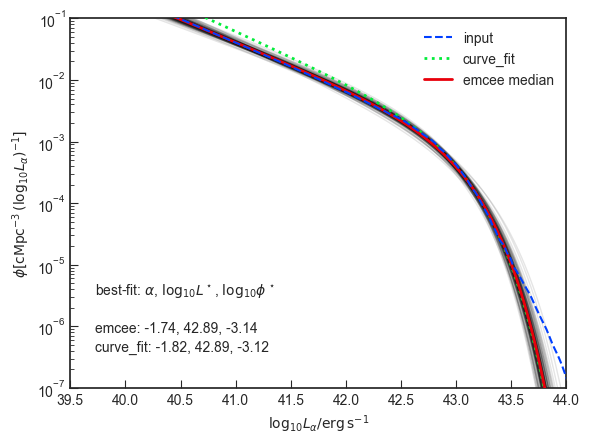 10⁻¹
10⁻²
10⁻³
10⁻⁴
10⁻⁵
10⁻⁶
10⁻⁷
ϕ[cMpc⁻³ (log₁₀Lα)⁻¹]
input
curve_fit
emcee median
best-fit: α, log₁₀L*, log₁₀ϕ*
emcee: -1.74, 42.89, -3.14
curve_fit: -1.82, 42.89, -3.12
39.5 40.0 40.5 41.0 41.5 42.0 42.5 43.0 43.5 44.0
log₁₀Lα/erg s⁻¹